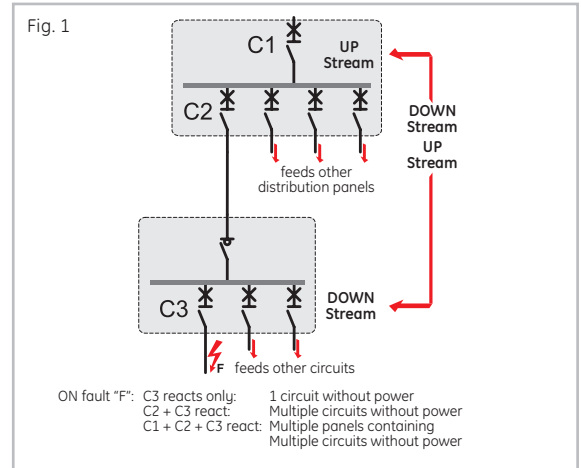 Fig. 1
C1
UP
Stream
C2
DOWN
Stream
UP
Stream
feeds other
distribution panels
C3
DOWN
Stream
F
feeds other circuits
ON fault "F": C3 reacts only: 1 circuit without power
C2 + C3 react: Multiple circuits without power
C1 + C2 + C3 react: Multiple panels containing
Multiple circuits without power